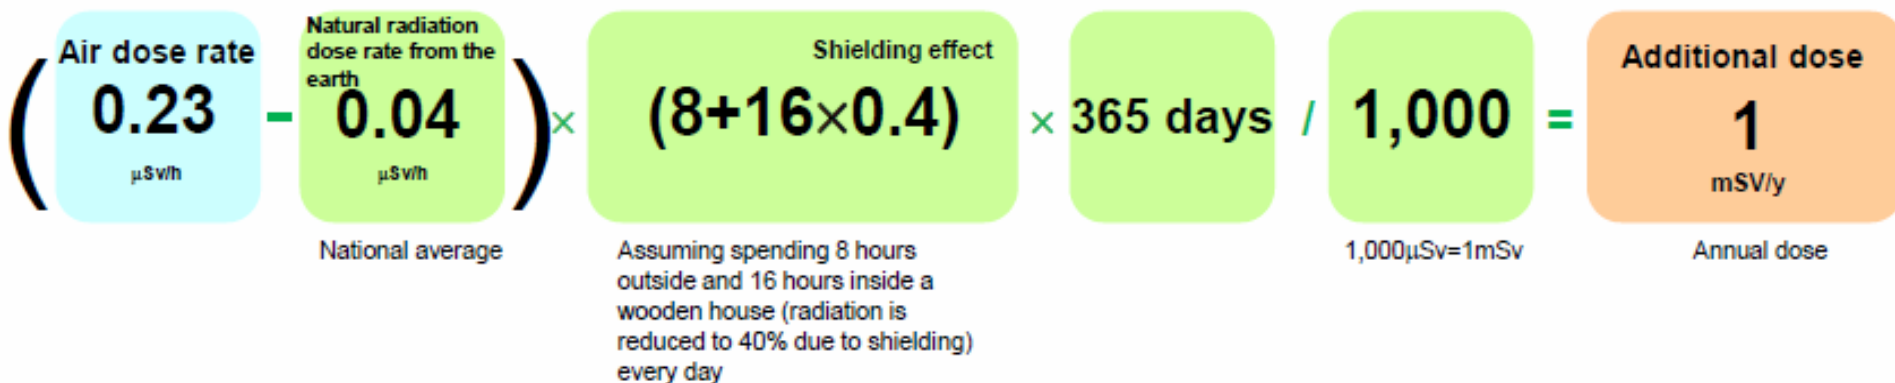 Air dose rate
0.23
μSv/h
-
Natural radiation
dose rate from the
earth
0.04
μSv/h
( ) ×
Shielding effect
(8+16×0.4)
× 365 days / 1,000 =
Additional dose
1
mSV/y
National average
Assuming spending 8 hours
outside and 16 hours inside a
wooden house (radiation is
reduced to 40% due to shielding)
every day
1,000μSv=1mSv
Annual dose